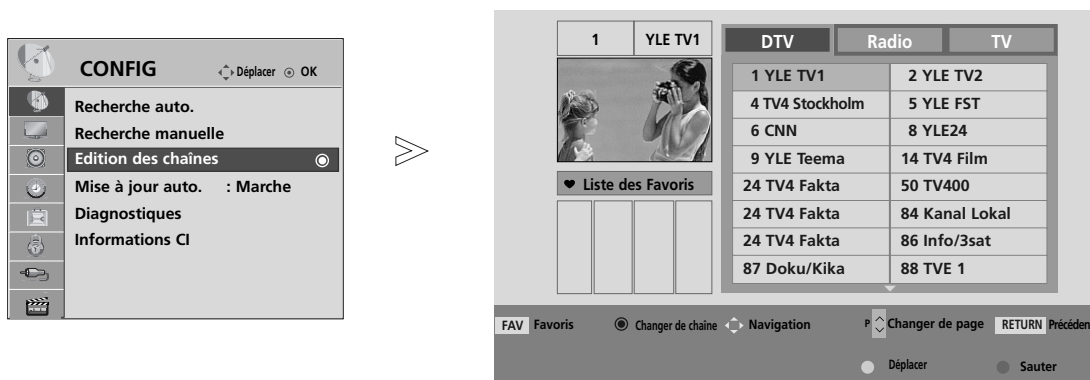 CONFIG Déplacer OK
Recherche auto.
Recherche manuelle
Edition des chaînes
Mise à jour auto. : Marche
Diagnostiques
Informations CI
1 YLE TV1
Liste des Favoris
DTV Radio TV
1 YLE TV1 2 YLE TV2
4 TV4 Stockholm 5 YLE FST
6 CNN 8 YLE24
9 YLE Teema 14 TV4 Film
24 TV4 Fakta 50 TV400
24 TV4 Fakta 84 Kanal Lokal
24 TV4 Fakta 86 Info/3sat
87 Doku/Kika 88 TVE 1
FAV Favoris Changer de chaîne Navigation P Changer de page RETURN Précéden
Déplacer Sauter